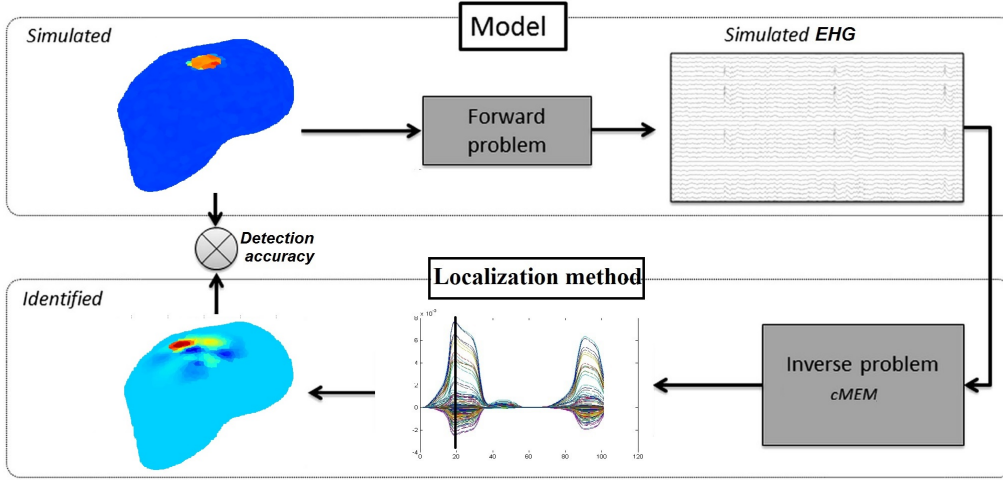 Model
Simulated
Simulated EHG
Forward
problem
Detection
accuracy
Localization method
Identified
x 10
8
6
4
2
0
-2
-4
0
20
40
60
80
100
120
Inverse problem
cMEM